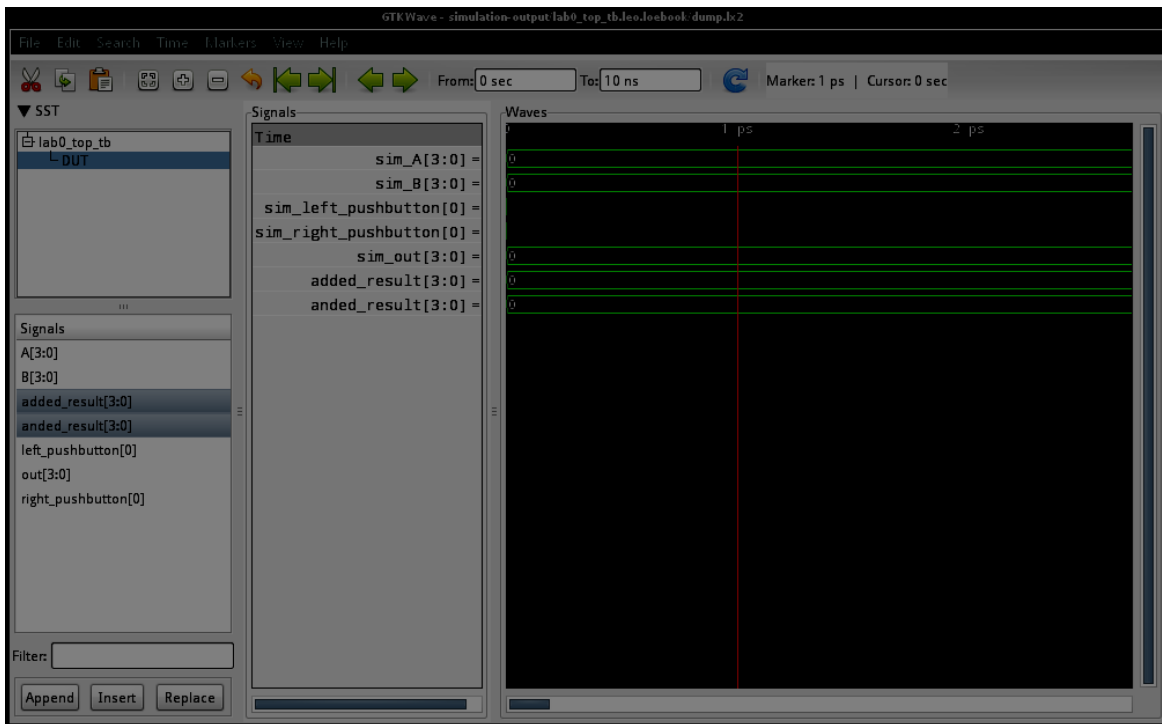 GTKWave - simulation-output/lab0_top_tb.leo.loebook/dump.lx2
File Edit Search Time Markers View Help
From: 0 sec To: 10 ns Marker: 1 ps | Cursor: 0 sec
SST
lab0_top_tb
DUT
Signals
A[3:0]
B[3:0]
added_result[3:0]
anded_result[3:0]
left_pushbutton[0]
out[3:0]
right_pushbutton[0]
Filter:
Append Insert Replace
Signals
Time
sim_A[3:0] =
sim_B[3:0] =
sim_left_pushbutton[0] =
sim_right_pushbutton[0] =
sim_out[3:0] =
added_result[3:0] =
anded_result[3:0] =
Waves
1 ps 2 ps
0
0
0
0
0